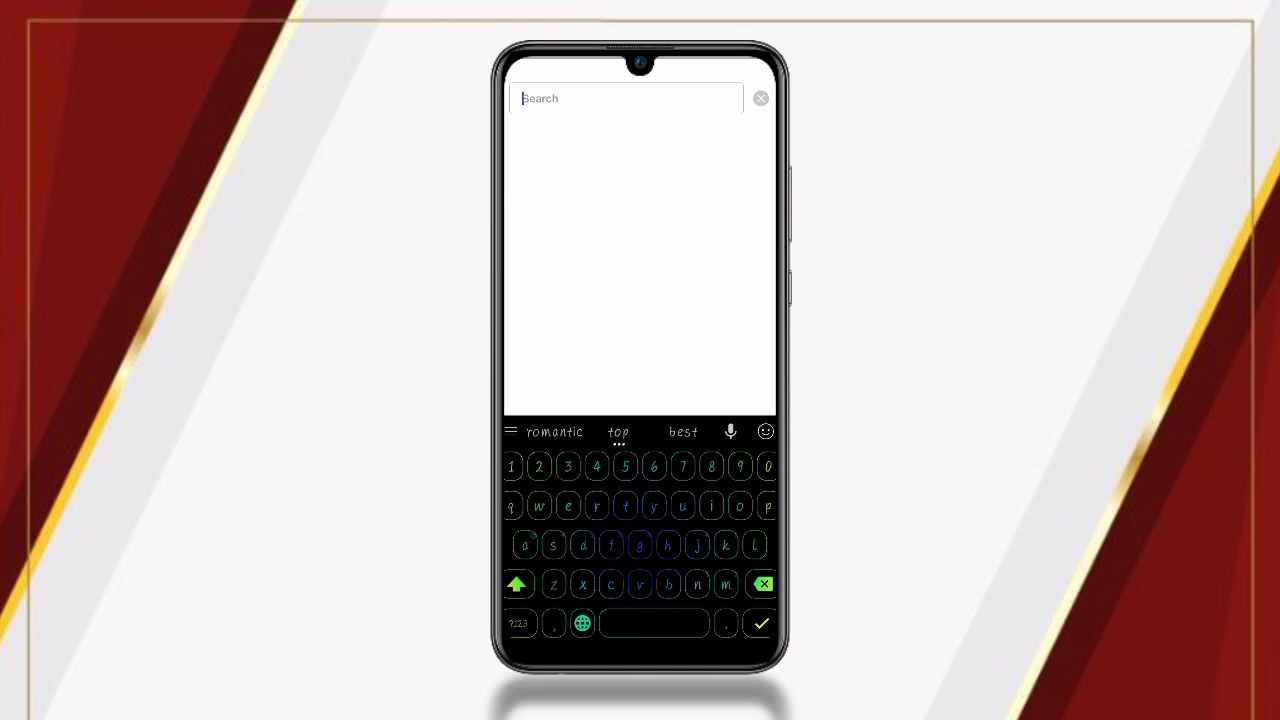 Search
romantic top best
1 2 3 4 5 6 7 8 9 0
q w e r t y u i o p
a s d f g h j k l
z x c v b n m
?123 , .